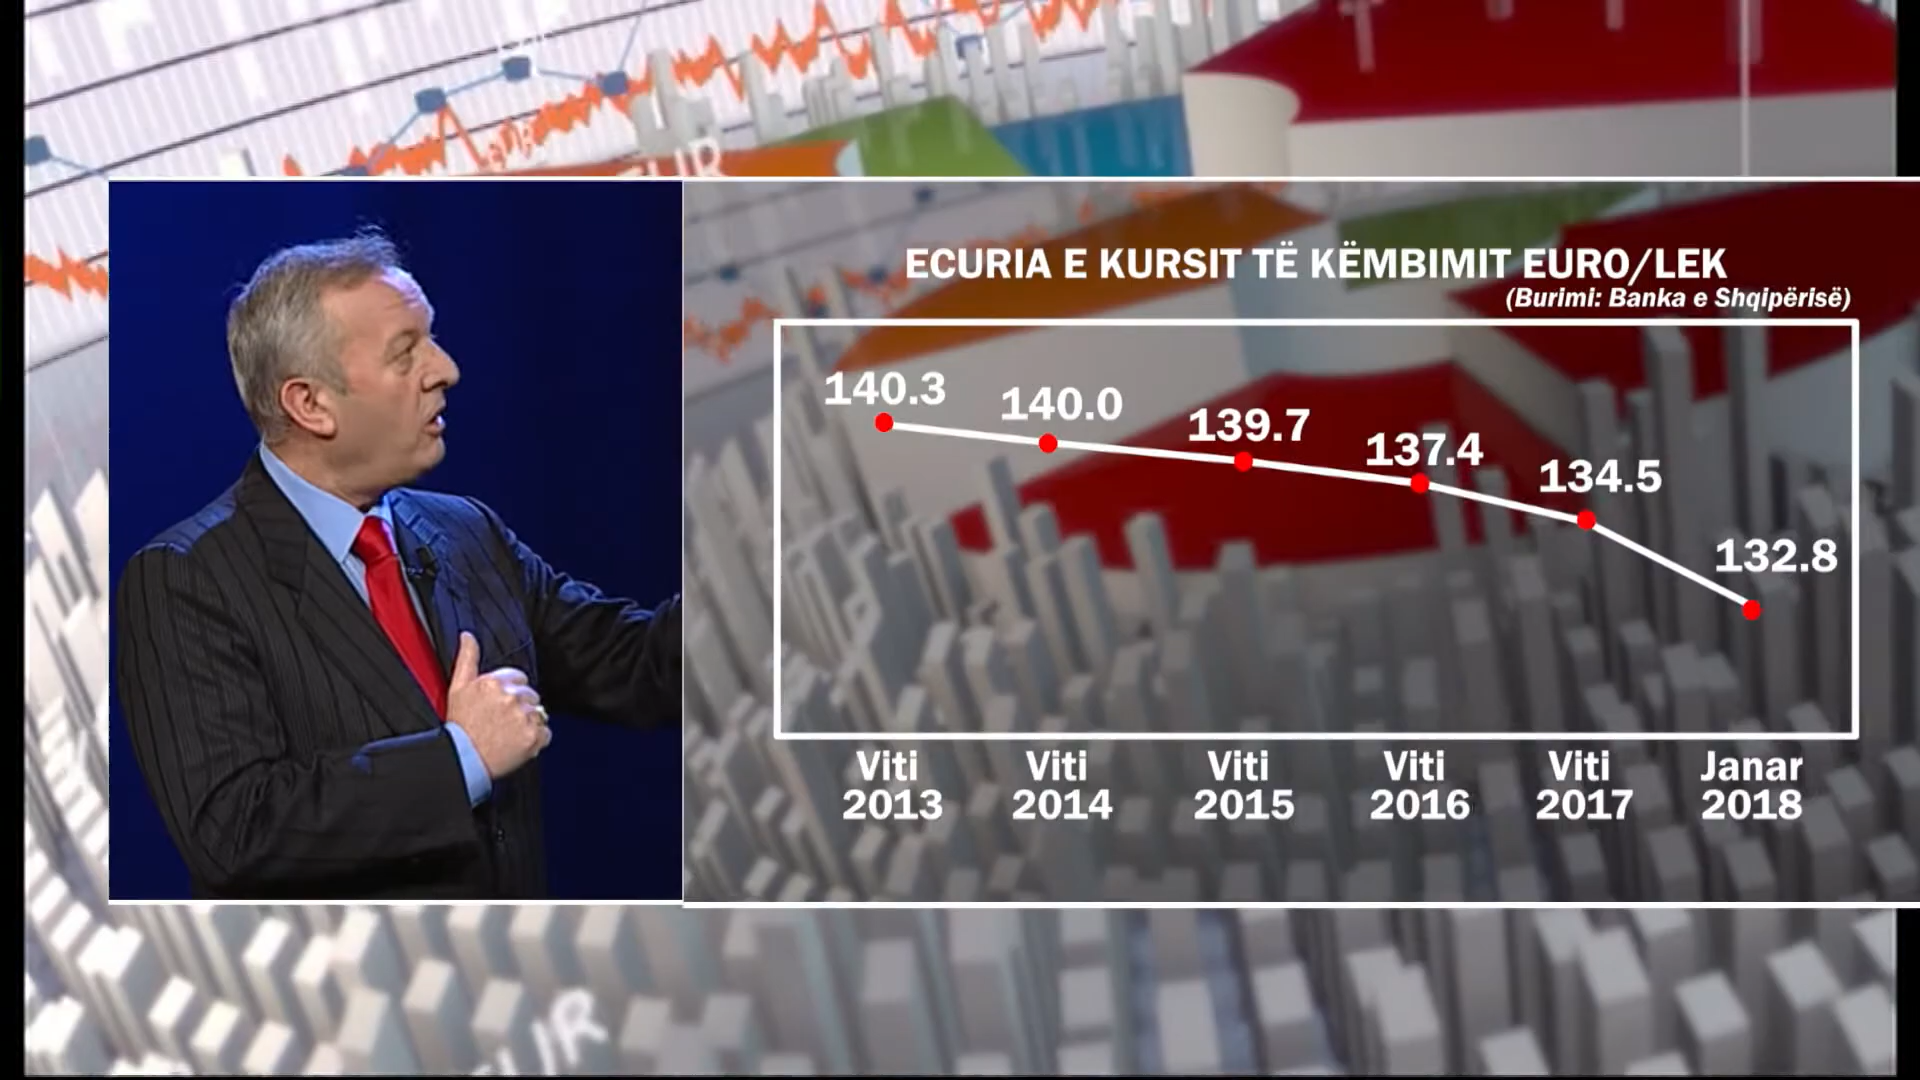 ECURIA E KURSIT TË KËMBIMIT EURO/LEK
(Burimi: Banka e Shqipërisë)
140.3
140.0
139.7
137.4
134.5
132.8
Viti 2013
Viti 2014
Viti 2015
Viti 2016
Viti 2017
Janar 2018